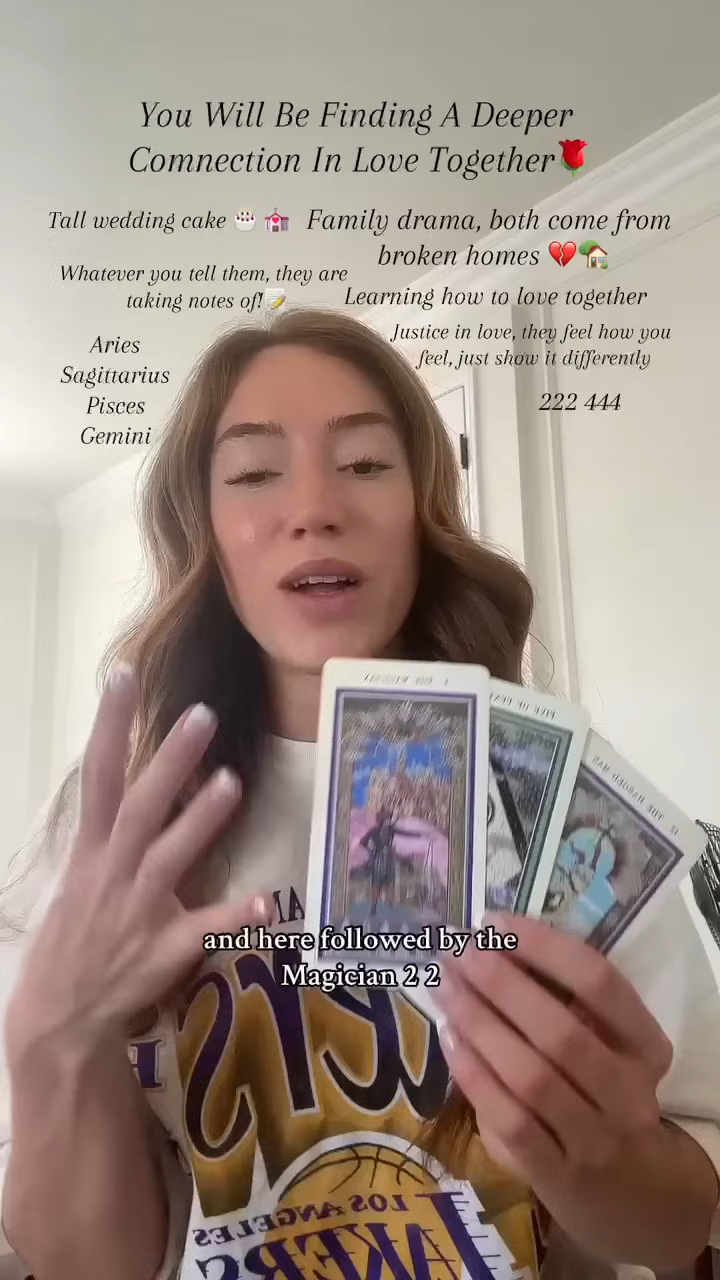 You Will Be Finding A Deeper
Comnection In Love Together🌹
Tall wedding cake 🎂 💒
Family drama, both come from
broken homes 💔🏡
Whatever you tell them, they are
taking notes of!📝
Learning how to love together
Justice in love, they feel how you
feel, just show it differently
Aries
Sagittarius
Pisces
Gemini
222 444
and here followed by the
Magician 2 2
LOS ANGELES
LAKERS